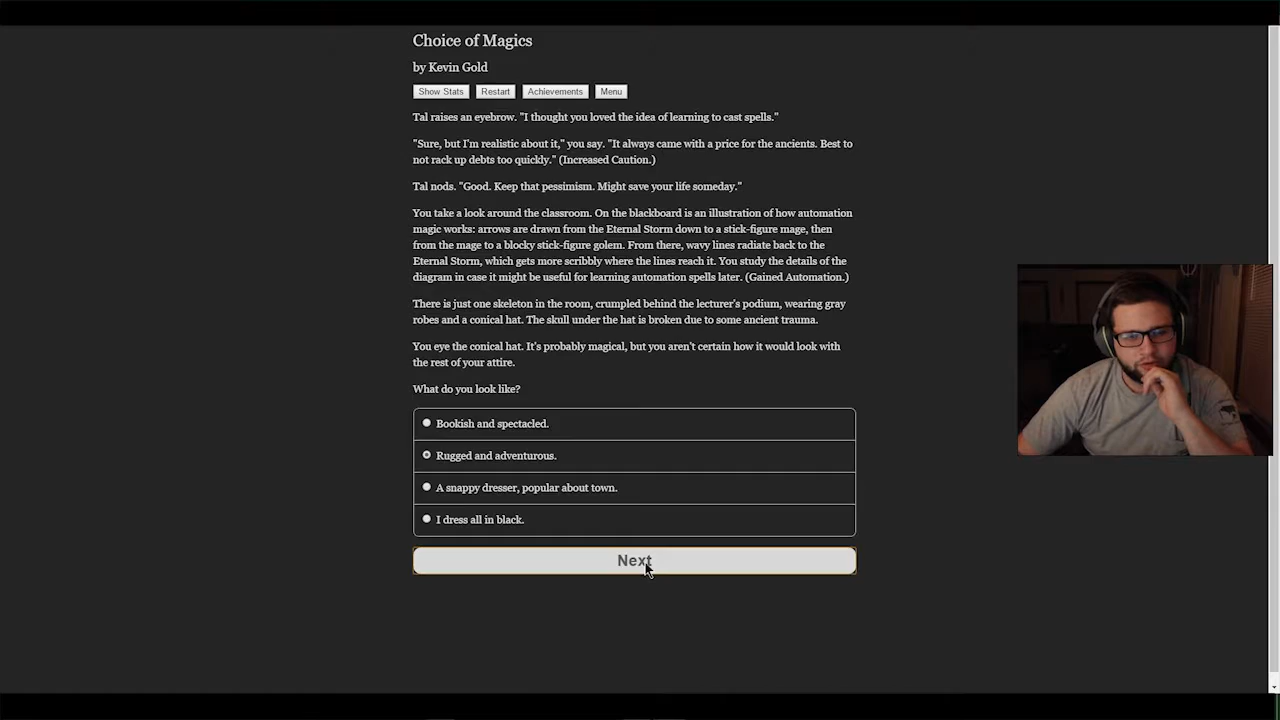 Choice of Magics
by Kevin Gold
Show Stats Restart Achievements Menu
Tal raises an eyebrow. "I thought you loved the idea of learning to cast spells."
"Sure, but I'm realistic about it," you say. "It always came with a price for the ancients. Best to
not rack up debts too quickly." (Increased Caution.)
Tal nods. "Good. Keep that pessimism. Might save your life someday."
You take a look around the classroom. On the blackboard is an illustration of how automation
magic works: arrows are drawn from the Eternal Storm down to a stick-figure mage, then
from the mage to a blocky stick-figure golem. From there, wavy lines radiate back to the
Eternal Storm, which gets more scribbly where the lines reach it. You study the details of the
diagram in case it might be useful for learning automation spells later. (Gained Automation.)
There is just one skeleton in the room, crumpled behind the lecturer's podium, wearing gray
robes and a conical hat. The skull under the hat is broken due to some ancient trauma.
You eye the conical hat. It's probably magical, but you aren't certain how it would look with
the rest of your attire.
What do you look like?
Bookish and spectacled.
Rugged and adventurous.
A snappy dresser, popular about town.
I dress all in black.
Next